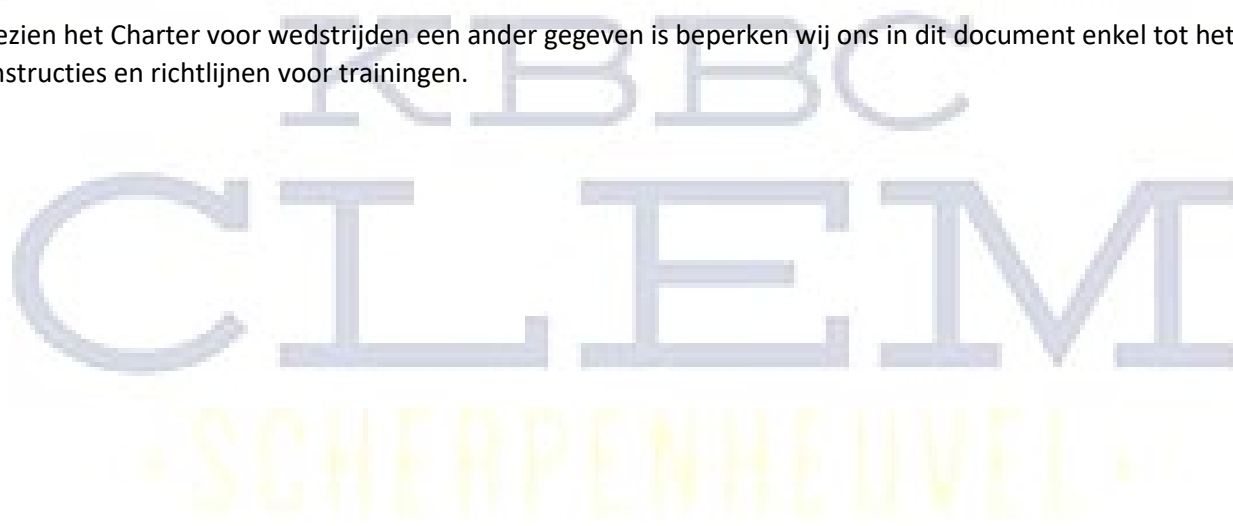 ezien het Charter voor wedstrijden een ander gegeven is beperken wij ons in dit document enkel tot het
nstructies en richtlijnen voor trainingen.
KBBC
CLEM
·SCHERPENHEUVEL·